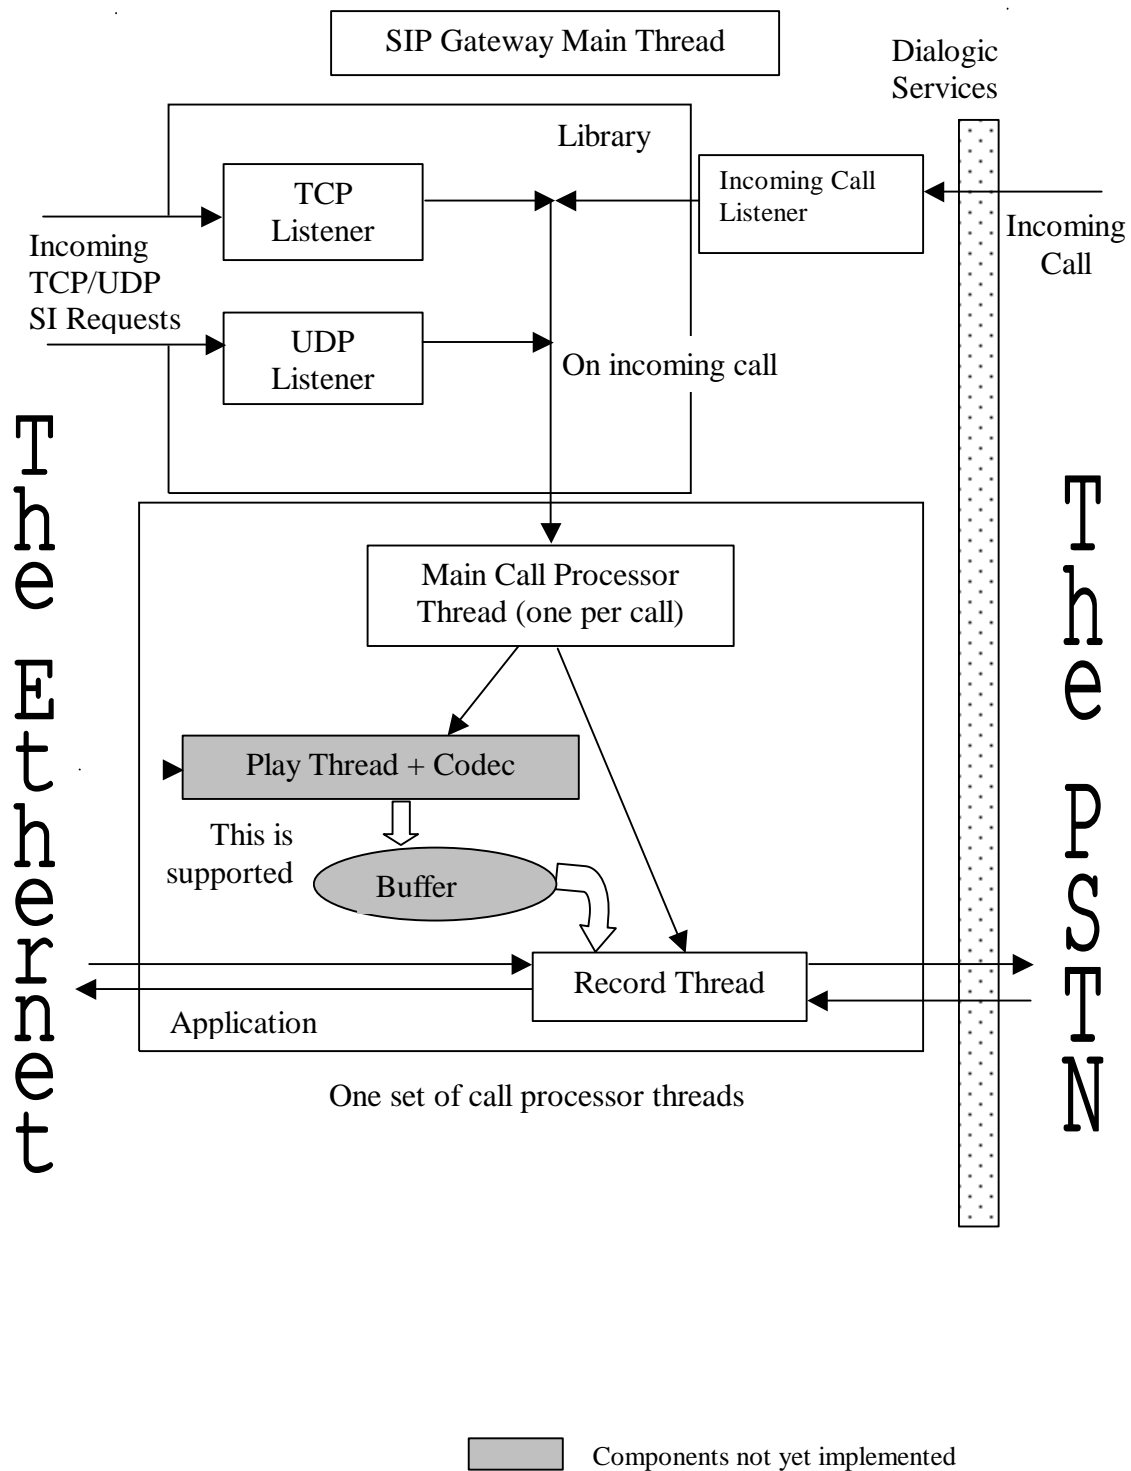 SIP Gateway Main Thread
Dialogic
Services
Library
TCP
Listener
Incoming Call
Listener
Incoming
Call
Incoming
TCP/UDP
SI Requests
UDP
Listener
On incoming call
The Ethernet
The PSTN
Main Call Processor
Thread (one per call)
Play Thread + Codec
This is
supported
Buffer
Record Thread
Application
One set of call processor threads
Components not yet implemented